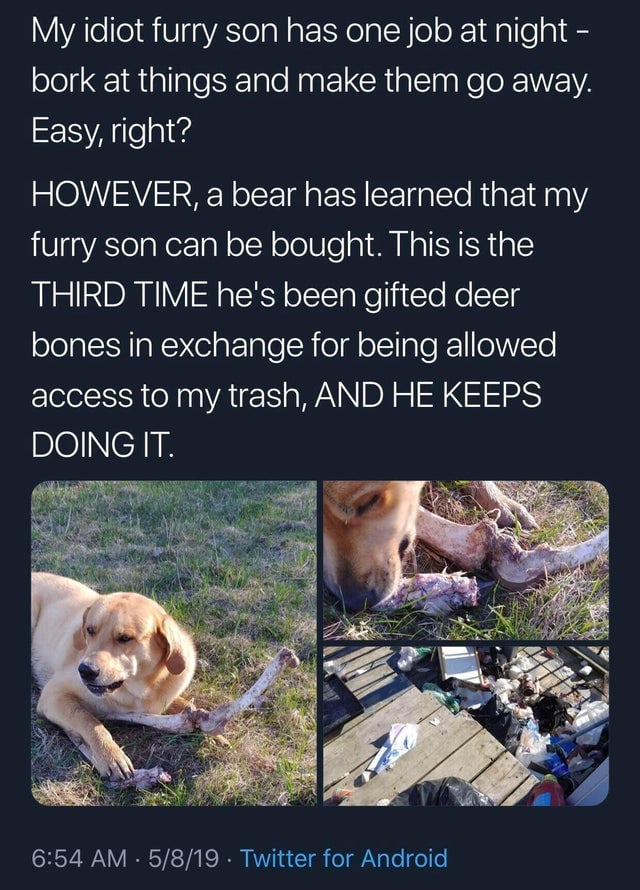 My idiot furry son has one job at night -
bork at things and make them go away.
Easy, right?
HOWEVER, a bear has learned that my
furry son can be bought. This is the
THIRD TIME he's been gifted deer
bones in exchange for being allowed
access to my trash, AND HE KEEPS
DOING IT.
6:54 AM · 5/8/19 · Twitter for Android